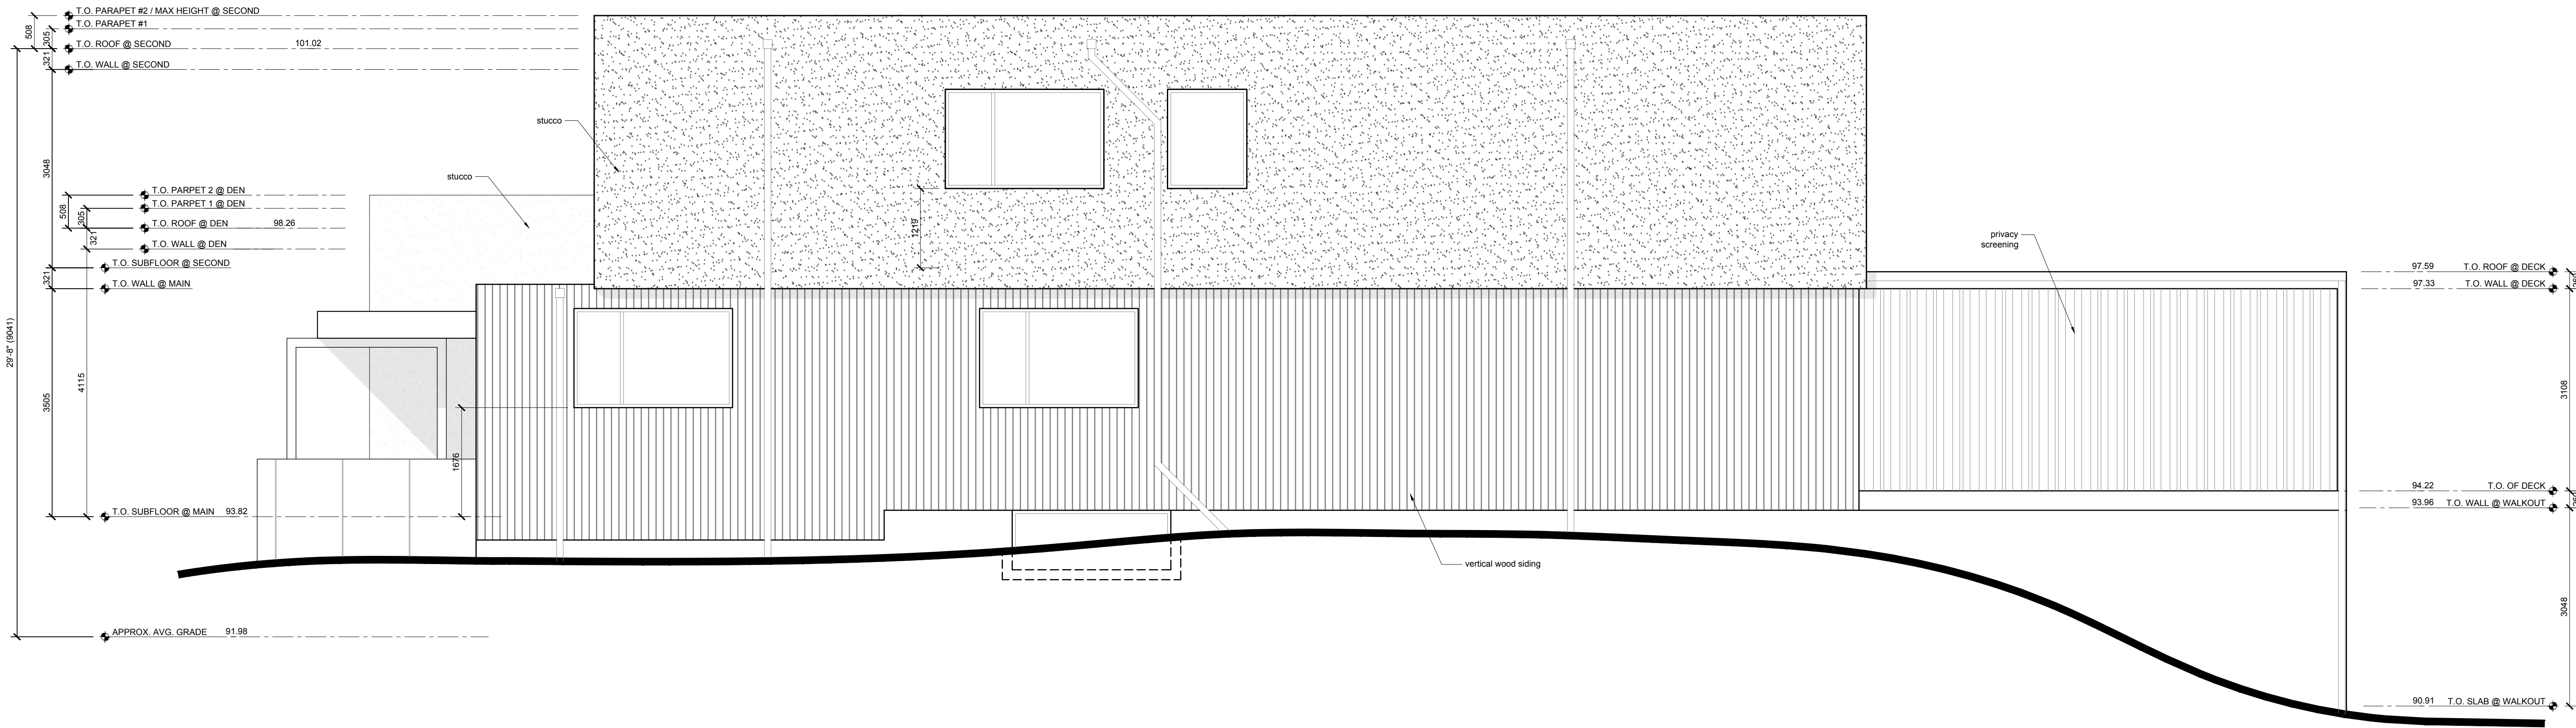 T.O. PARAPET #2 / MAX HEIGHT @ SECOND
T.O. PARAPET #1
T.O. ROOF @ SECOND 101.02
T.O. WALL @ SECOND
508
305
321
3048
stucco
stucco
T.O. PARPET 2 @ DEN
T.O. PARPET 1 @ DEN
T.O. ROOF @ DEN 98.26
T.O. WALL @ DEN
508
305
321
T.O. SUBFLOOR @ SECOND
321
T.O. WALL @ MAIN
1219
privacy
screening
97.59 T.O. ROOF @ DECK
97.33 T.O. WALL @ DECK
29'-8" (9041)
3505
4115
1676
3108
T.O. SUBFLOOR @ MAIN 93.82
94.22 T.O. OF DECK
93.96 T.O. WALL @ WALKOUT
vertical wood siding
3048
APPROX. AVG. GRADE 91.98
90.91 T.O. SLAB @ WALKOUT